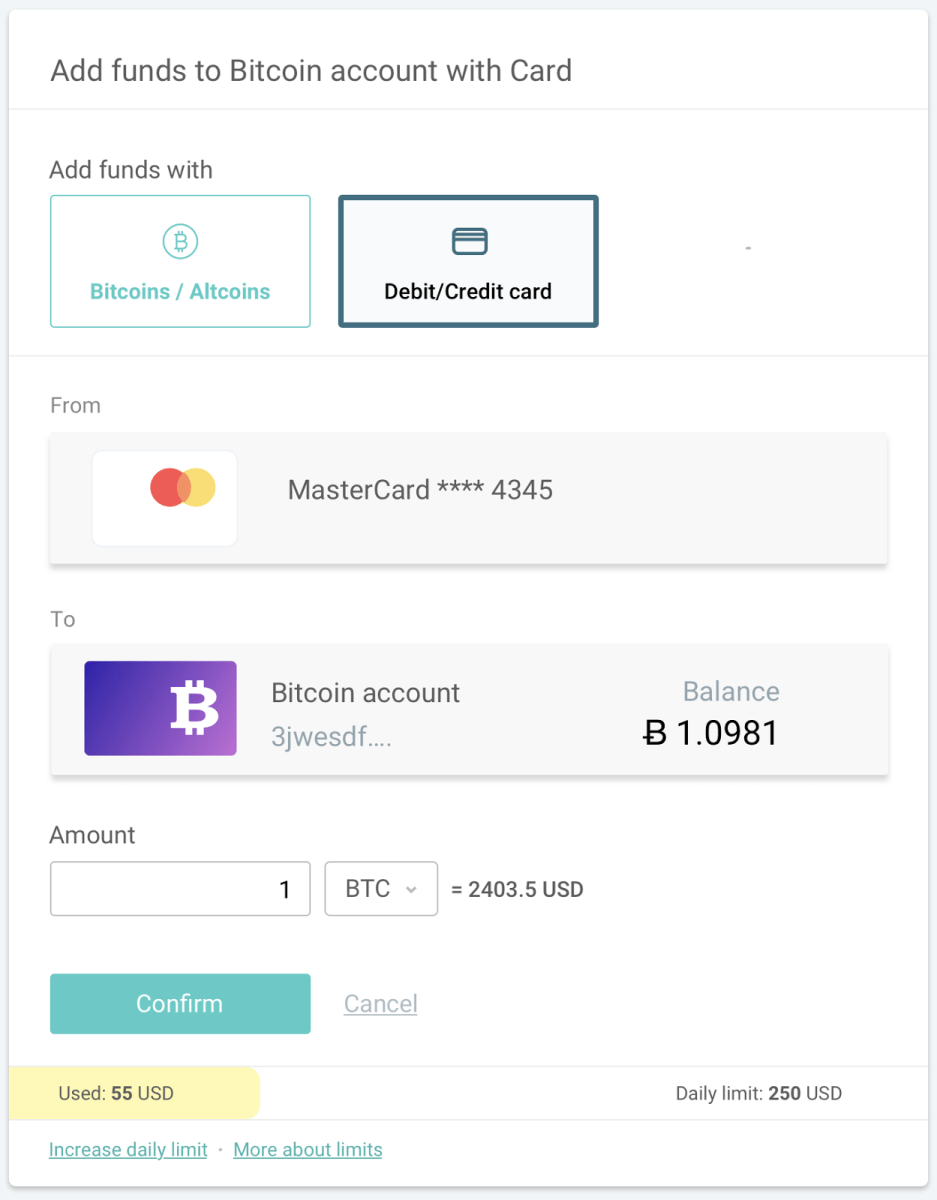 Add funds to Bitcoin account with Card
Add funds with
Bitcoins / Altcoins
Debit/Credit card
-
From
MasterCard **** 4345
To
Bitcoin account
3jwesdf....
Balance
Ƀ 1.0981
Amount
1 BTC = 2403.5 USD
Confirm Cancel
Used: 55 USD Daily limit: 250 USD
Increase daily limit · More about limits